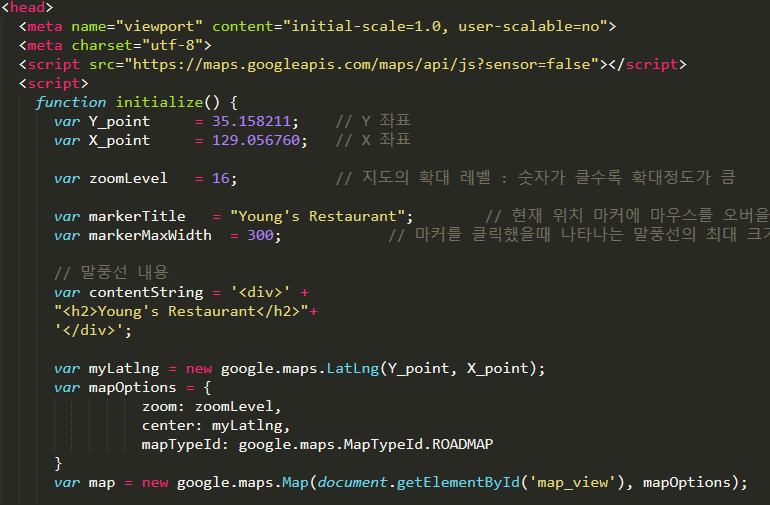 <head>
<meta name="viewport" content="initial-scale=1.0, user-scalable=no">
<meta charset="utf-8">
<script src="https://maps.googleapis.com/maps/api/js?sensor=false"></script>
<script>
function initialize() {
var Y_point = 35.158211; // Y 좌표
var X_point = 129.056760; // X 좌표
var zoomLevel = 16; // 지도의 확대 레벨 : 숫자가 클수록 확대정도가 큼
var markerTitle = "Young's Restaurant"; // 현재 위치 마커에 마우스를 오버을
var markerMaxWidth = 300; // 마커를 클릭했을때 나타나는 말풍선의 최대
// 말풍선 내용
var contentString = '<div>' +
"<h2>Young's Restaurant</h2>"+
'</div>';
var myLatlng = new google.maps.LatLng(Y_point, X_point);
var mapOptions = {
zoom: zoomLevel,
center: myLatlng,
mapTypeId: google.maps.MapTypeId.ROADMAP
}
var map = new google.maps.Map(document.getElementById('map_view'), mapOptions);